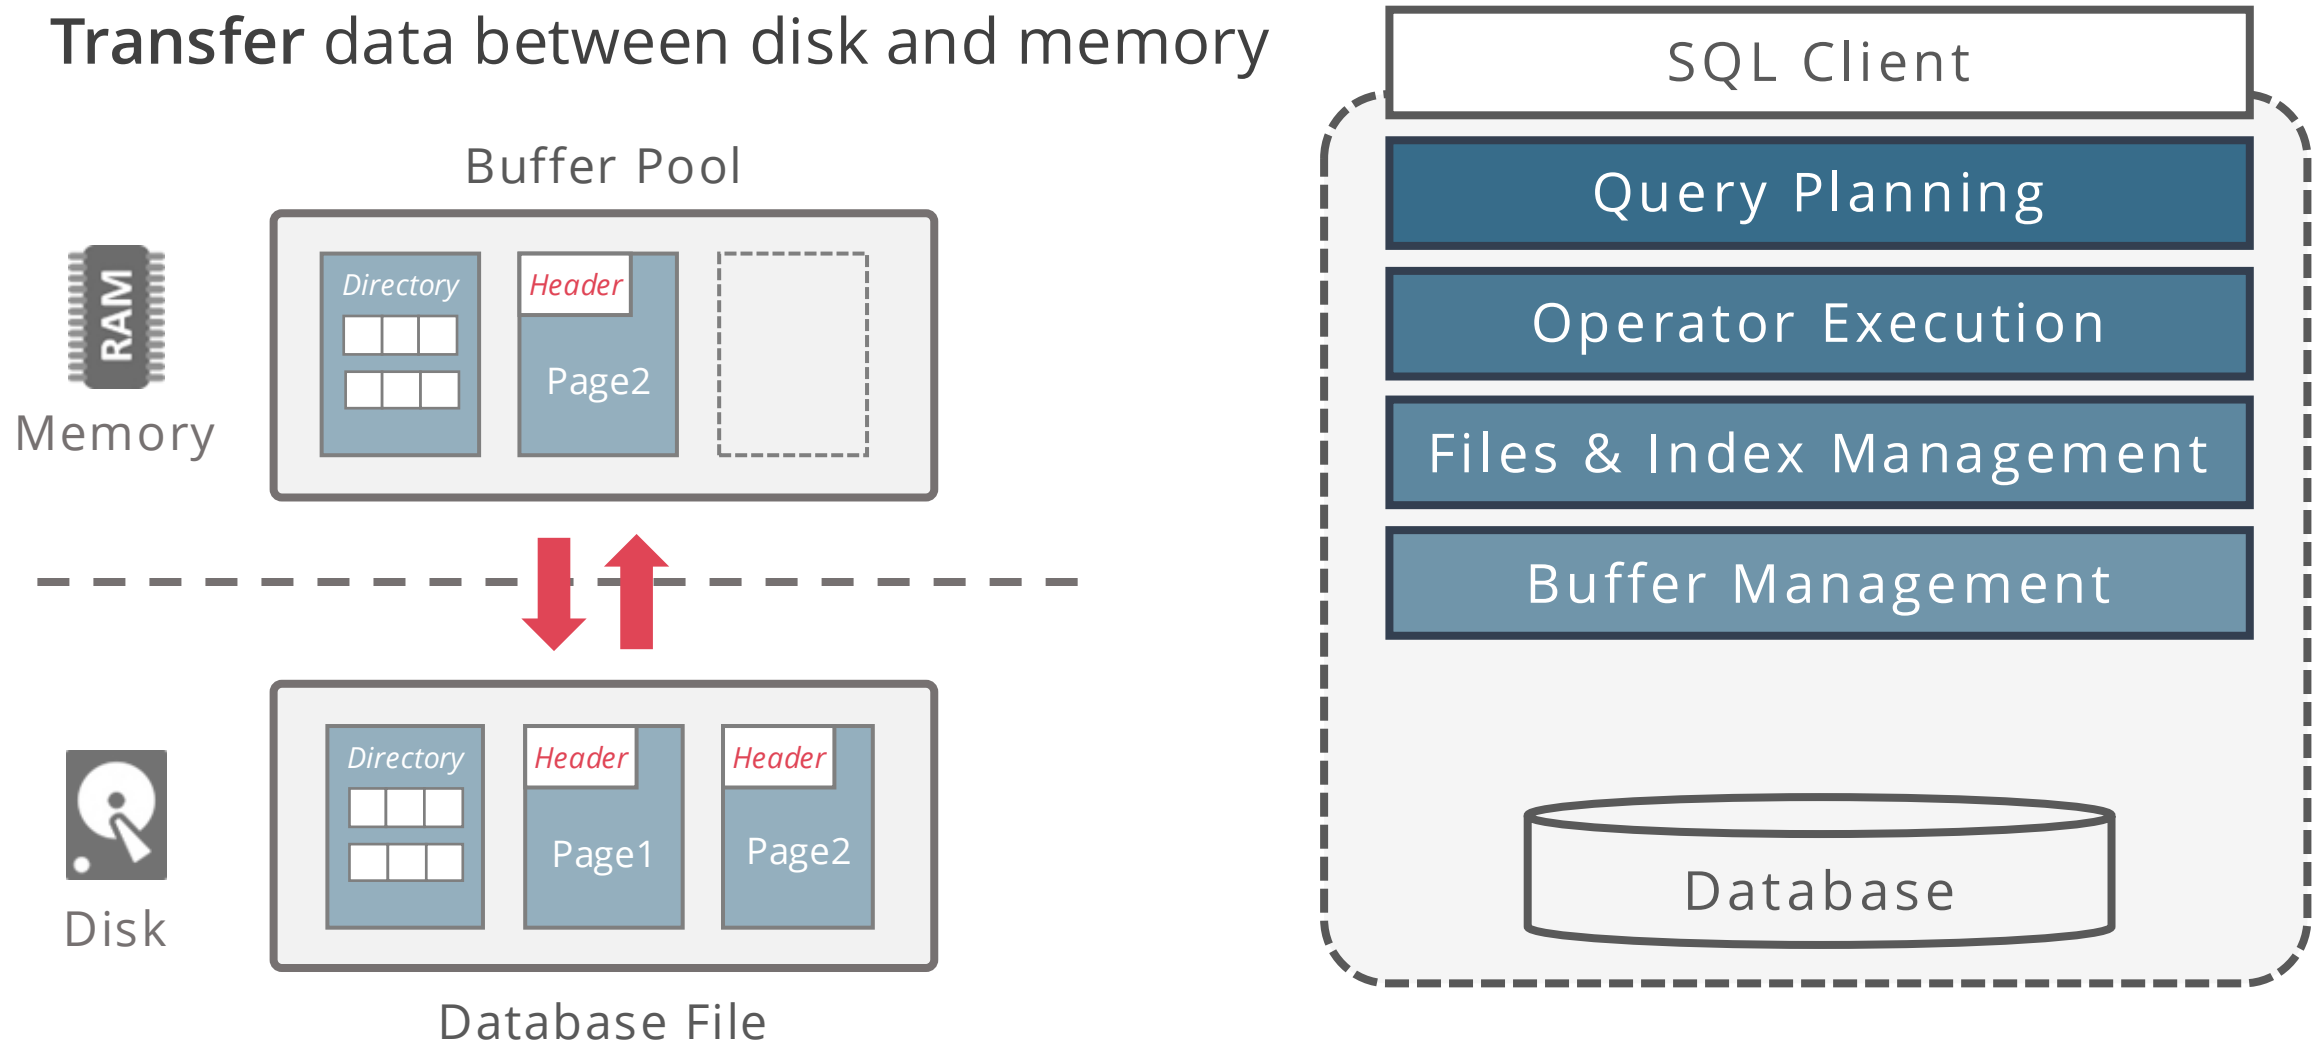 Transfer data between disk and memory
Buffer Pool
RAM
Memory
Directory
Header
Page2
Disk
Directory
Header
Page1
Header
Page2
Database File
SQL Client
Query Planning
Operator Execution
Files & Index Management
Buffer Management
Database